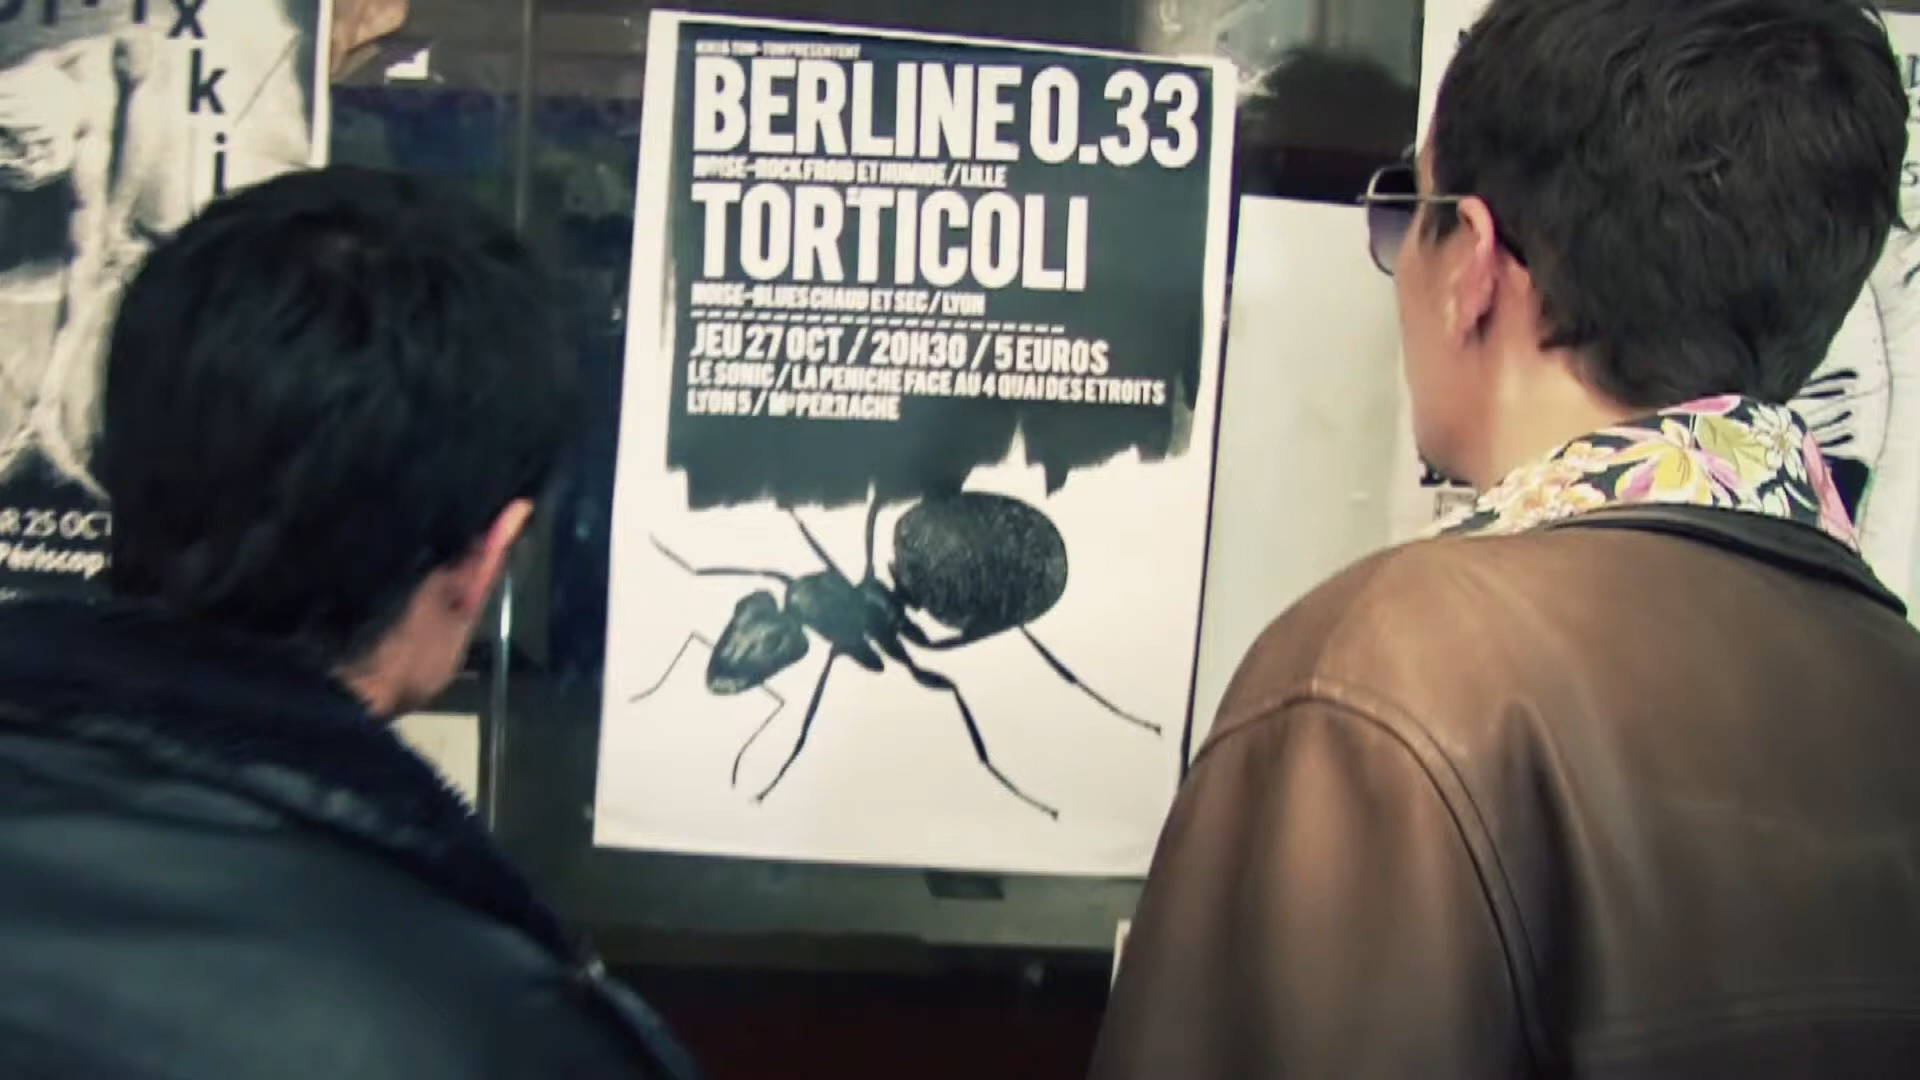 BERLINE 0.33
NOISE-ROCK FROID ET HUMIDE / LILLE
TORTICOLI
NOISE-BLUES CHAUD ET SEC / LYON
JEU 27 OCT / 20H30 / 5 EUROS
LE SONIC / LA PENICHE FACE AU 4 QUAI DES ETROITS
LYON 5 / Mº PERRACHE
x
k
i
25 OCT